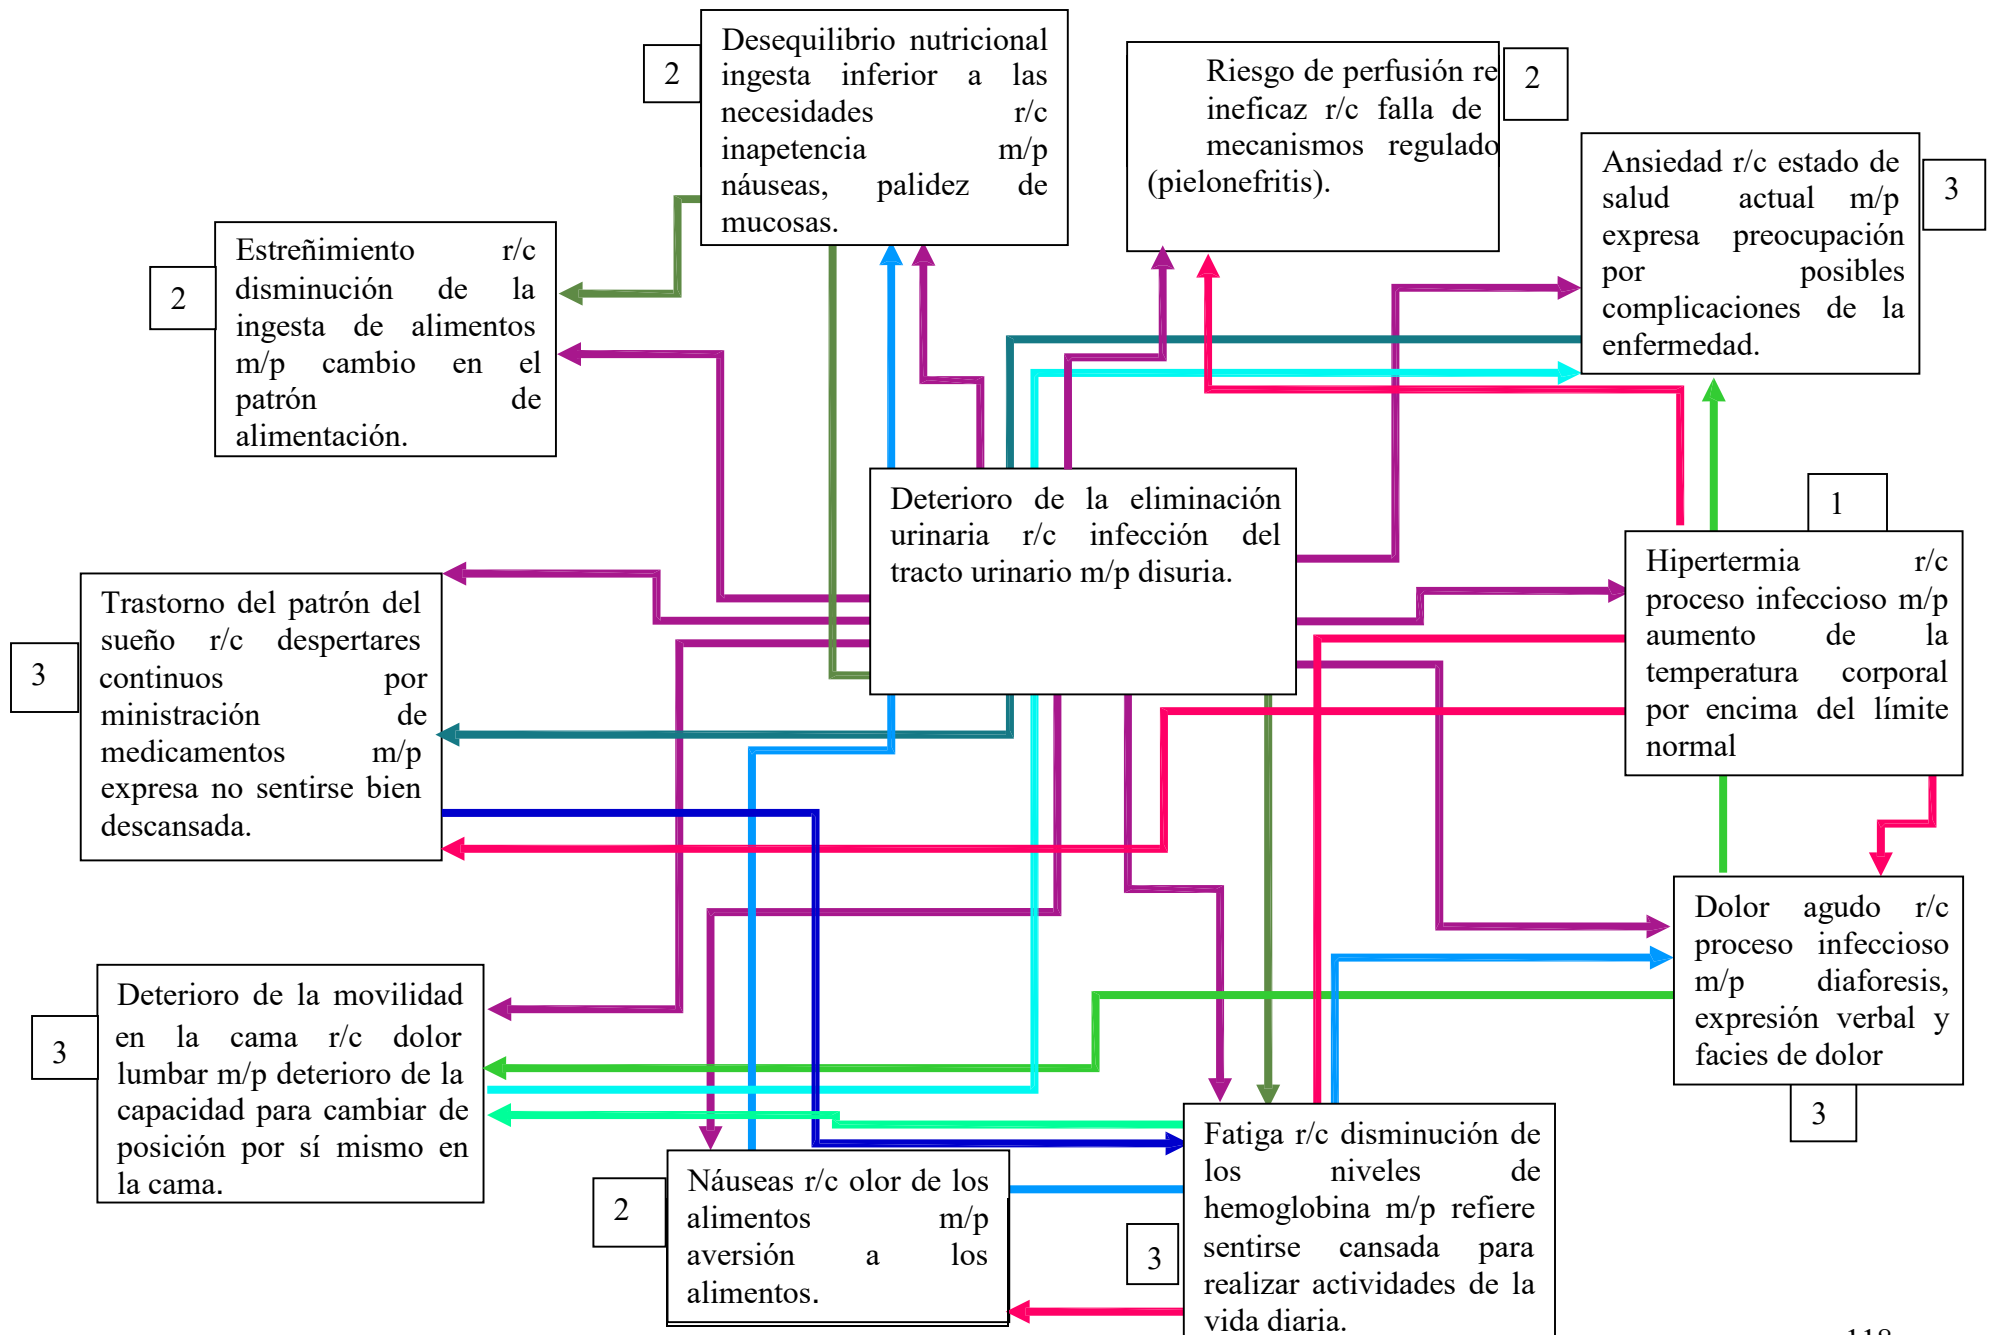 Desequilibrio nutricional
ingesta inferior a las
necesidades r/c
inapetencia m/p
náuseas, palidez de
mucosas.
2
Riesgo de perfusión re
ineficaz r/c falla de
mecanismos regulado
(pielonefritis).
2
Ansiedad r/c estado de
salud actual m/p
expresa preocupación
por posibles
complicaciones de la
enfermedad.
3
Estreñimiento r/c
disminución de la
ingesta de alimentos
m/p cambio en el
patrón de
alimentación.
2
Deterioro de la eliminación
urinaria r/c infección del
tracto urinario m/p disuria.
1
Hipertermia r/c
proceso infeccioso m/p
aumento de la
temperatura corporal
por encima del límite
normal
Trastorno del patrón del
sueño r/c despertares
continuos por
ministración de
medicamentos m/p
expresa no sentirse bien
descansada.
3
Dolor agudo r/c
proceso infeccioso
m/p diaforesis,
expresión verbal y
facies de dolor
3
Deterioro de la movilidad
en la cama r/c dolor
lumbar m/p deterioro de la
capacidad para cambiar de
posición por sí mismo en
la cama.
3
Náuseas r/c olor de los
alimentos m/p
aversión a los
alimentos.
2
Fatiga r/c disminución de
los niveles de
hemoglobina m/p refiere
sentirse cansada para
realizar actividades de la
vida diaria.
3